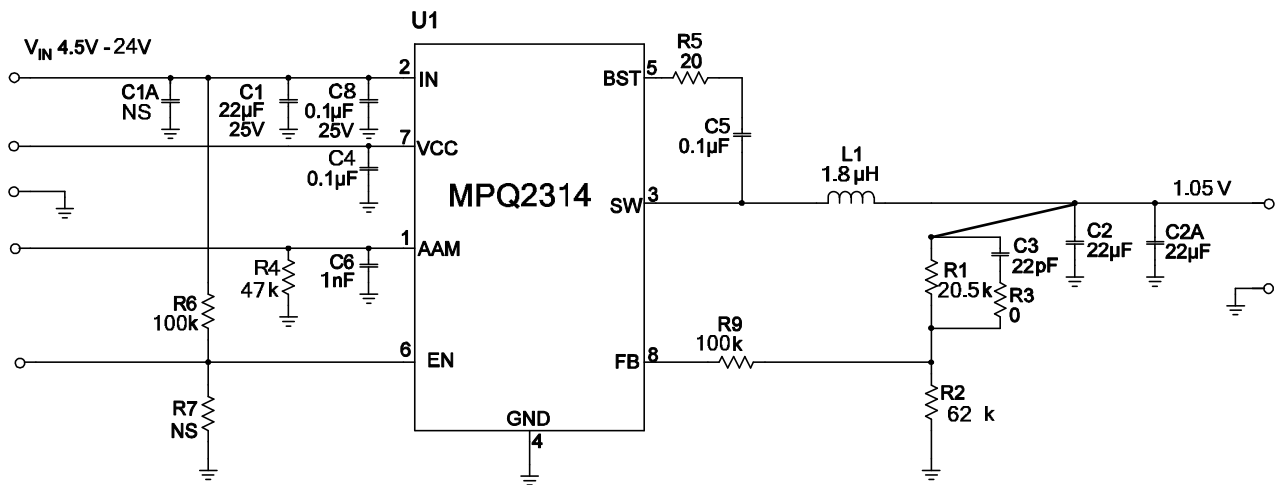 U1
VIN 4.5V - 24V
R5
20
2
IN
BST
5
C1A
NS
C1
22µF
25V
C8
0.1µF
25V
C5
0.1µF
7
VCC
C4
0.1µF
L1
1.8 µH
MPQ2314
1.05 V
SW
3
1
AAM
R4
47k
C6
1nF
C3
22pF
C2
22µF
C2A
22µF
R1
20.5k
R3
0
R6
100k
R9
100k
6
EN
FB
8
R7
NS
R2
62 k
GND
4